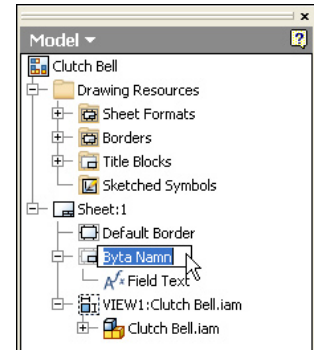 Model
Clutch Bell
Drawing Resources
Sheet Formats
Borders
Title Blocks
Sketched Symbols
Sheet:1
Default Border
Byta Namn
Field Text
VIEW1:Clutch Bell.iam
Clutch Bell.iam